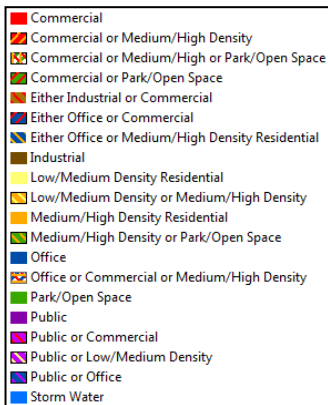 Commercial
Commercial or Medium/High Density
Commercial or Medium/High or Park/Open Space
Commercial or Park/Open Space
Either Industrial or Commercial
Either Office or Commercial
Either Office or Medium/High Density Residential
Industrial
Low/Medium Density Residential
Low/Medium Density or Medium/High Density
Medium/High Density Residential
Medium/High Density or Park/Open Space
Office
Office or Commercial or Medium/High Density
Park/Open Space
Public
Public or Commercial
Public or Low/Medium Density
Public or Office
Storm Water